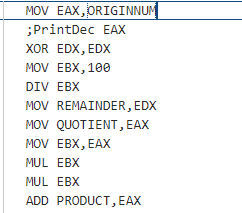 MOV EAX,ORIGINNUM
;PrintDec EAX
XOR EDX,EDX
MOV EBX,100
DIV EBX
MOV REMAINDER,EDX
MOV QUOTIENT,EAX
MOV EBX,EAX
MUL EBX
MUL EBX
ADD PRODUCT,EAX